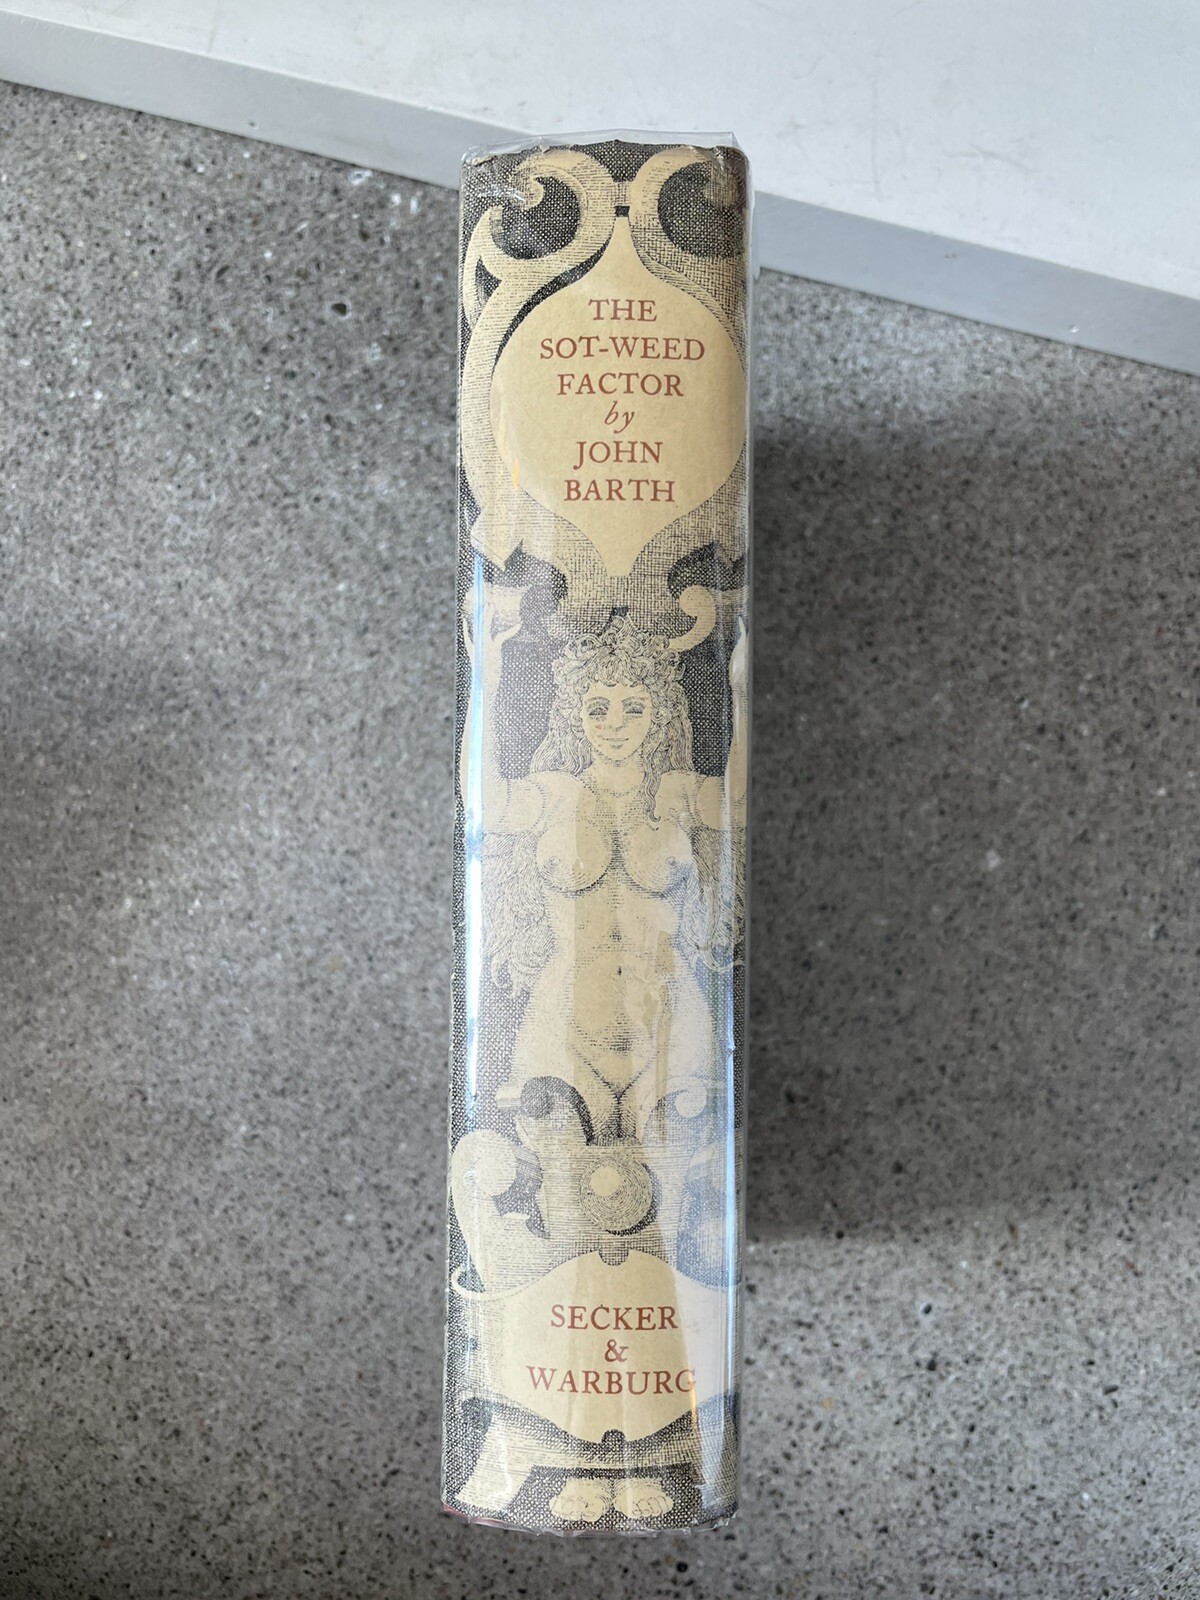 THE
SOT-WEED
FACTOR
by
JOHN
BARTH
SECKER
&
WARBURG